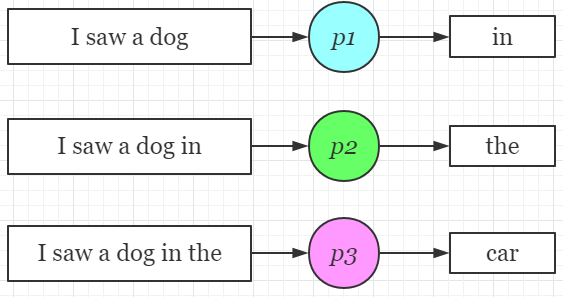 I saw a dog p1 in
I saw a dog in p2 the
I saw a dog in the p3 car